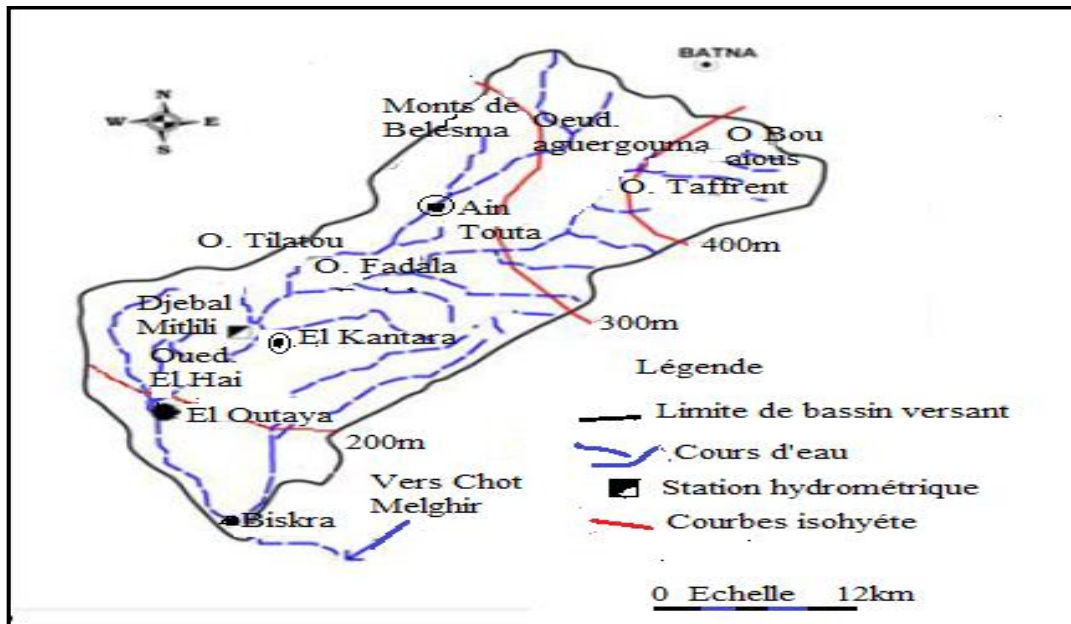 BATNA
N
W E
S
Monts de
Belesma
Oeud.
aguergouma
O Bou
aious
O. Taffrent
Ain
Touta
400m
O. Tilatou
O. Fadala
Djebal
Mitlili
300m
El Kantara
Oued.
El Hai
El Outaya
200m
Vers Chot
Melghir
Biskra
Légende
Limite de bassin versant
Cours d'eau
Station hydrométrique
Courbes isohyéte
0 Echelle 12km